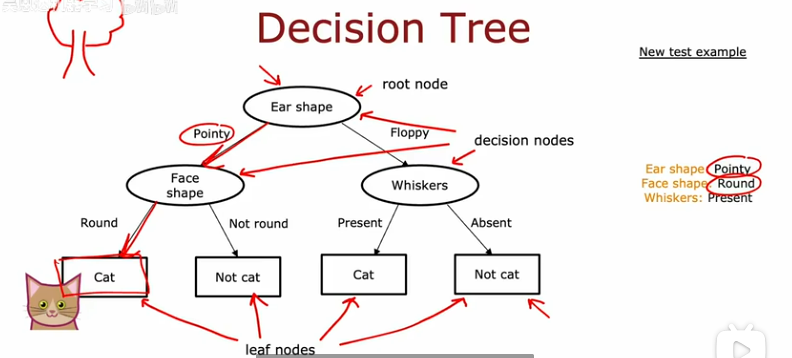 Decision Tree
New test example
root node
Ear shape
Pointy
Floppy
decision nodes
Face
shape
Whiskers
Ear shape: Pointy
Face shape: Round
Whiskers: Present
Round
Not round
Present
Absent
Cat
Not cat
Cat
Not cat
leaf nodes